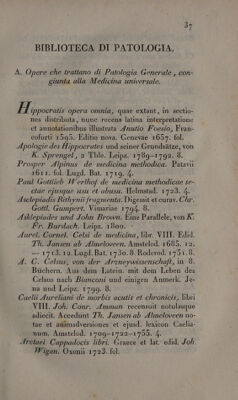 37
BIBLIOTECA DI PATOLOGIA.
A. Opere che trattano di Patologia Generale, con-
giunta alla Medicina universale.
Hippocratis opera omnia, quae extant, in sectio-
nes distributa, nunc recens latina interpretatione
et annotationibus illustrata Anutio Foesio, Fran-
cofurti 1595. Editio nova. Genevae 1657. fol.
Apologie des Hippocrates und seiner Grundsätze, von
K. Sprengel, 2 Thle. Leipz. 1789–1792. 8.
Prosper Alpinus de medicina methodica. Patavii
1611. fol. Lugd. Bat. 1719. 4.
Paul Gottlieb Werlhof de medicina methodicae se-
ctae ejusque usu et abusu. Helmstad. 1723. 4.
Asclepiadis Bithynii fragmenta. Digessit et curav. Chr.
Gottl. Gumpert. Vinariae 1794. 8.
Asklepiades und John Brown. Eine Parallele, von K.
Fr. Burdach. Leipz. 1800.
Aurel. Cornel. Celsi de medicina, libr. VIII. Edid.
Th. Jansen ab Almeloveen. Amstelod. 1685. 12.
— 1713. 12. Lugd. Bat. 1730. 8. Roderod. 1751. 8.
A. C. Celsus, von der Arzneywissenschaft, in 8.
Büchern. Aus dem Latein. mit dem Leben des
Celsus nach Bianconi und einigen Anmerk. Je-
na und Leipz. 1799. 8.
Caelii Aureliani de morbis acutis et chronicis, libri
VIII. Joh. Conr. Amman recensuit notulasque
adiecit. Accedunt Th. Jansen ab Almeloveen no-
tae et animadversiones et ejusd. lexicon Caelia-
num. Amstelod. 1709–1722–1755. 4.
Aretaei Cappadocis libri. Graece et lat. edid. Joh
Wigan. Oxonii 1723. fol.